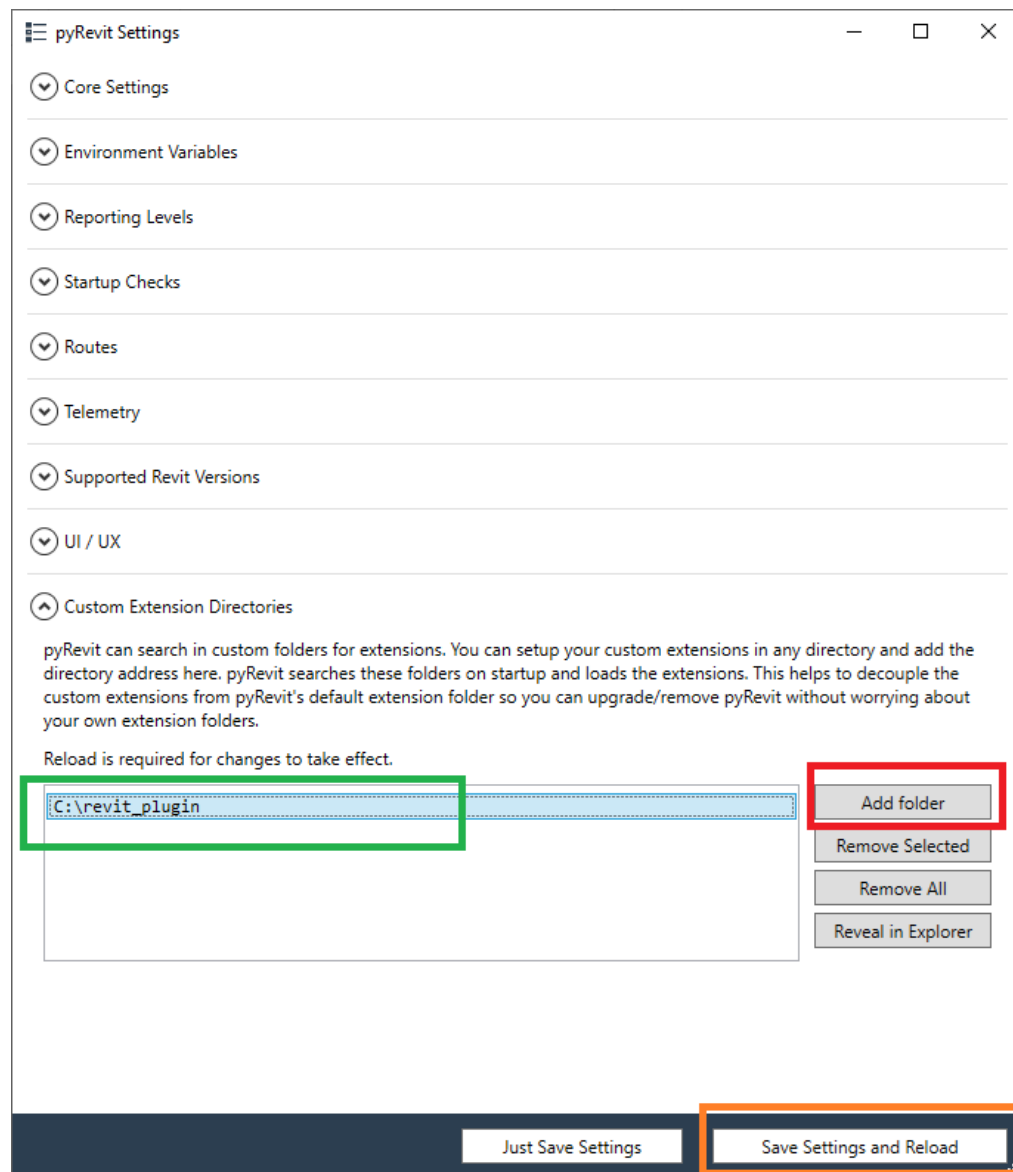 pyRevit Settings
Core Settings
Environment Variables
Reporting Levels
Startup Checks
Routes
Telemetry
Supported Revit Versions
UI / UX
Custom Extension Directories
pyRevit can search in custom folders for extensions. You can setup your custom extensions in any directory and add the
directory address here. pyRevit searches these folders on startup and loads the extensions. This helps to decouple the
custom extensions from pyRevit's default extension folder so you can upgrade/remove pyRevit without worrying about
your own extension folders.
Reload is required for changes to take effect.
C:\revit_plugin
Add folder
Remove Selected
Remove All
Reveal in Explorer
Just Save Settings
Save Settings and Reload